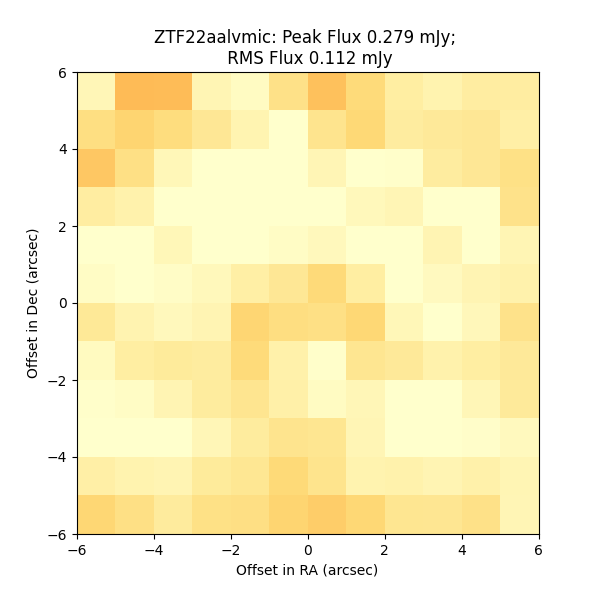 ZTF22aalvmic: Peak Flux 0.279 mJy;
RMS Flux 0.112 mJy
6
4
2
0
−2
−4
−6
Offset in Dec (arcsec)
−6 −4 −2 0 2 4 6
Offset in RA (arcsec)